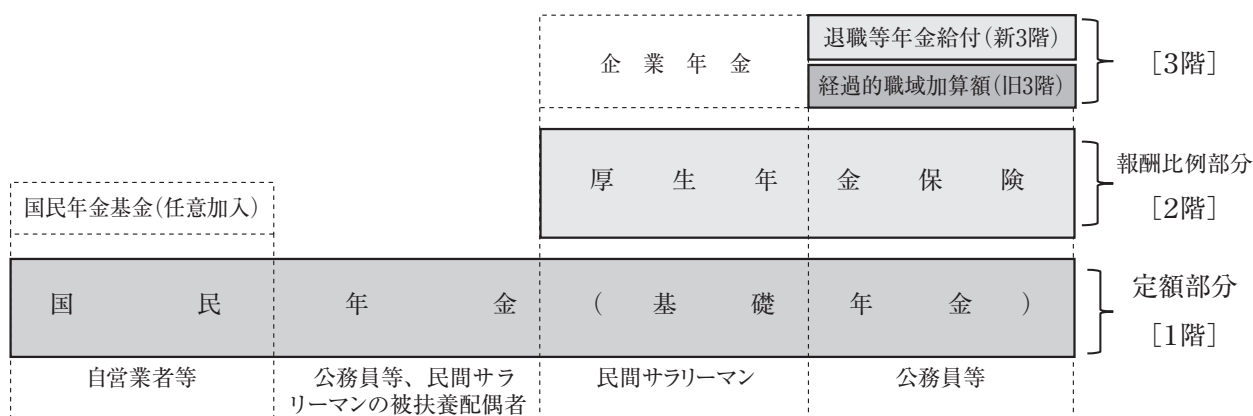 退職等年金給付(新3階)
企業年金
[3階]
経過的職域加算額(旧3階)
厚生年金保険
報酬比例部分
[2階]
国民年金基金(任意加入)
国民年金(基礎年金)
定額部分
[1階]
自営業者等
公務員等、民間サラ
リーマンの被扶養配偶者
民間サラリーマン
公務員等